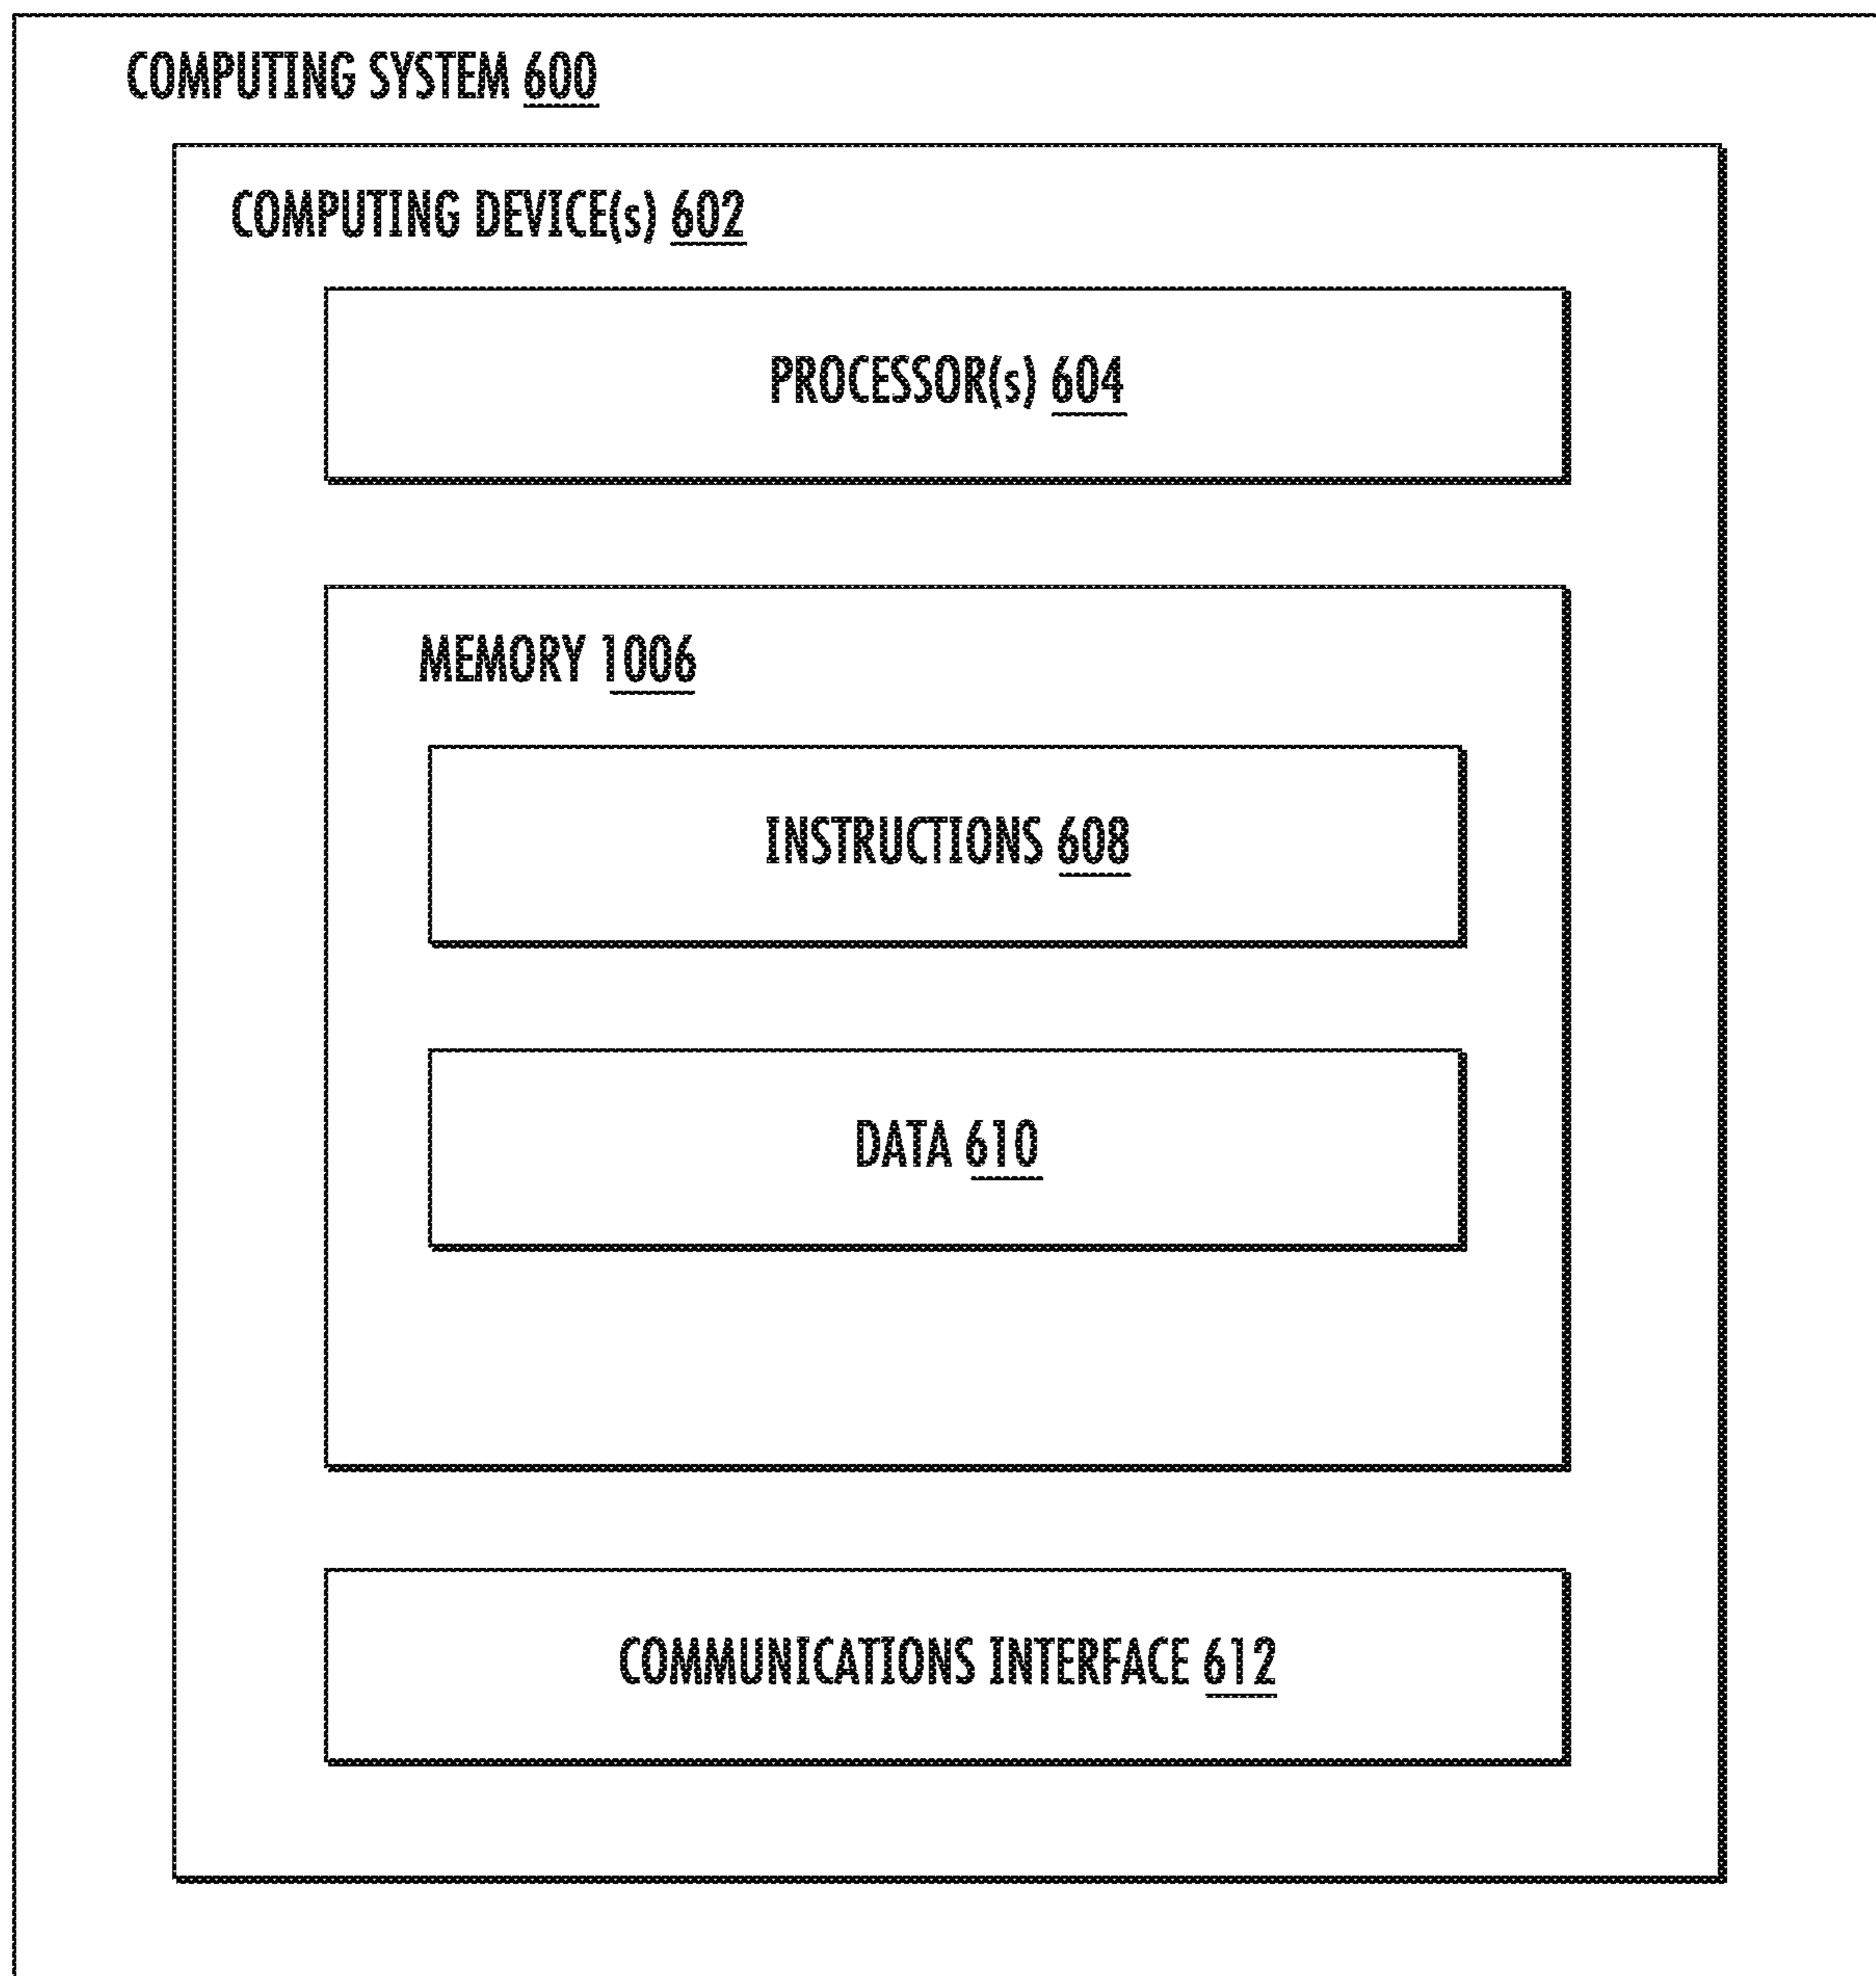 COMPUTING SYSTEM 600
COMPUTING DEVICE(s) 602
PROCESSOR(s) 604
MEMORY 1006
INSTRUCTIONS 608
DATA 610
COMMUNICATIONS INTERFACE 612